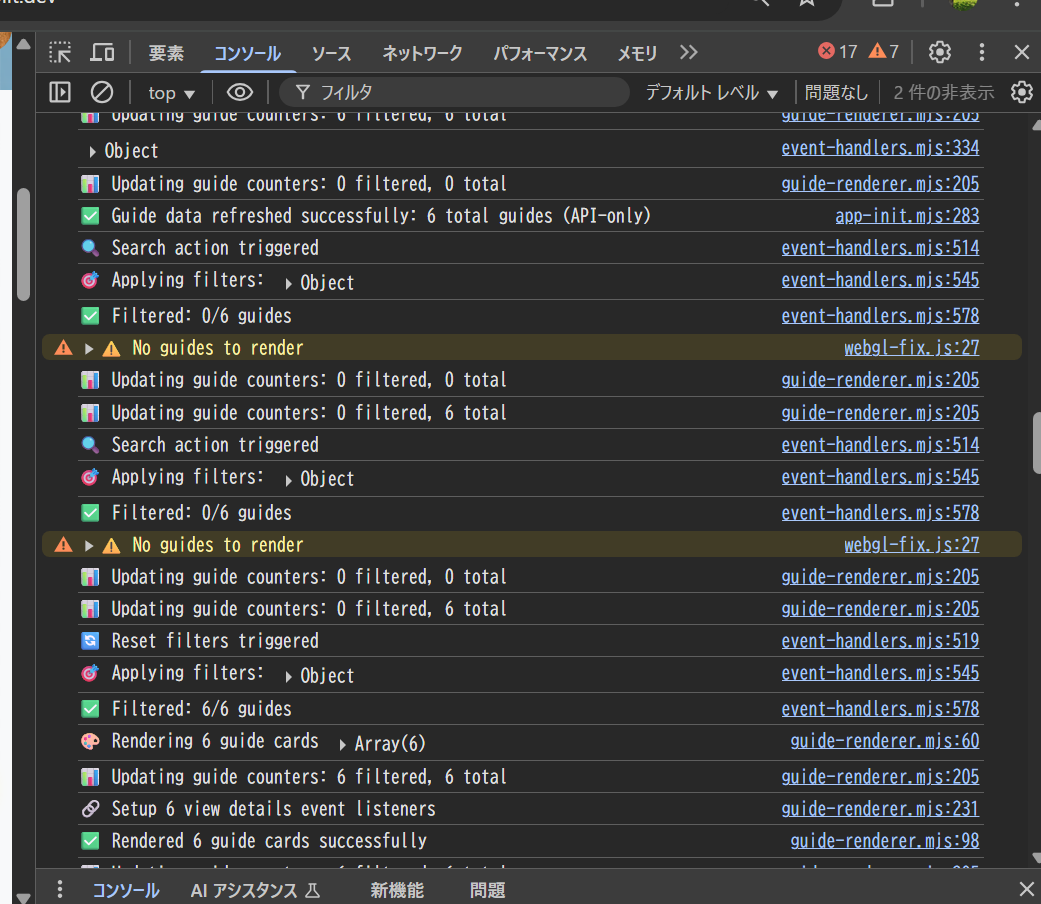 要素 コンソール ソース ネットワーク パフォーマンス メモリ 17 7
top フィルタ デフォルト レベル 問題なし 2 件の非表示
Updating guide counters: 6 filtered, 6 total guide-renderer.mjs:205
Object event-handlers.mjs:334
Updating guide counters: 0 filtered, 0 total guide-renderer.mjs:205
Guide data refreshed successfully: 6 total guides (API-only) app-init.mjs:283
Search action triggered event-handlers.mjs:514
Applying filters: Object event-handlers.mjs:545
Filtered: 0/6 guides event-handlers.mjs:578
No guides to render webgl-fix.js:27
Updating guide counters: 0 filtered, 0 total guide-renderer.mjs:205
Updating guide counters: 0 filtered, 6 total guide-renderer.mjs:205
Search action triggered event-handlers.mjs:514
Applying filters: Object event-handlers.mjs:545
Filtered: 0/6 guides event-handlers.mjs:578
No guides to render webgl-fix.js:27
Updating guide counters: 0 filtered, 0 total guide-renderer.mjs:205
Updating guide counters: 0 filtered, 6 total guide-renderer.mjs:205
Reset filters triggered event-handlers.mjs:519
Applying filters: Object event-handlers.mjs:545
Filtered: 6/6 guides event-handlers.mjs:578
Rendering 6 guide cards Array(6) guide-renderer.mjs:60
Updating guide counters: 6 filtered, 6 total guide-renderer.mjs:205
Setup 6 view details event listeners guide-renderer.mjs:231
Rendered 6 guide cards successfully guide-renderer.mjs:98
コンソール AI アシスタンス 新機能 問題